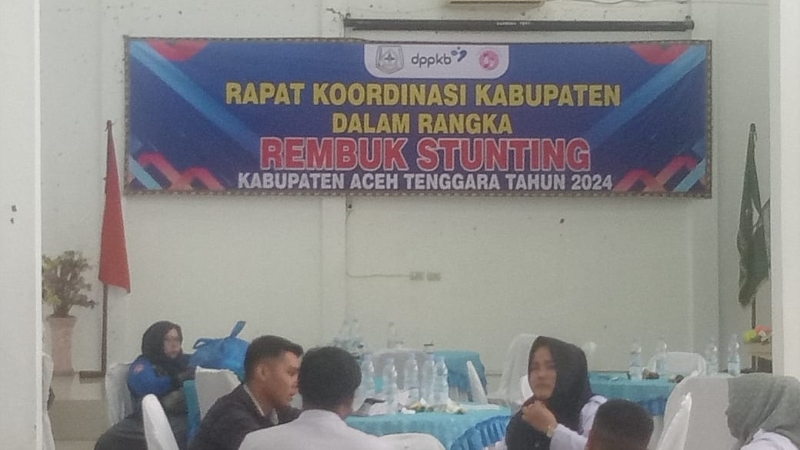 dppkb
RAPAT KOORDINASI KABUPATEN
DALAM RANGKA
REMBUK STUNTING
KABUPATEN ACEH TENGGARA TAHUN 2024